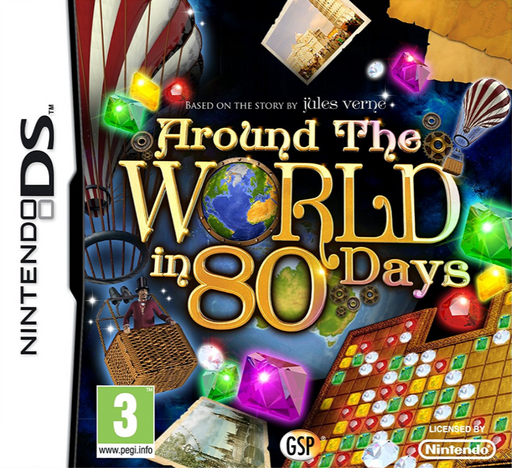 NINTENDO DS™
BASED ON THE STORY BY jules verne
Around The
WORLD
in 80 Days
3
www.pegi.info
GSP
LICENSED BY
Nintendo